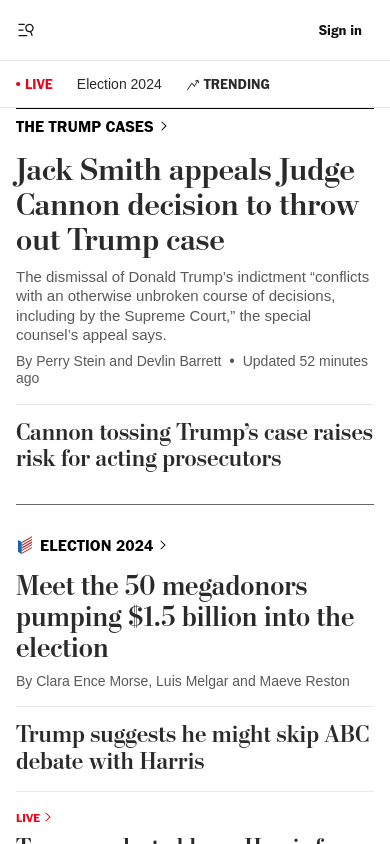 Sign in
LIVE
Election 2024
TRENDING
THE TRUMP CASES
Jack Smith appeals Judge
Cannon decision to throw
out Trump case
The dismissal of Donald Trump’s indictment “conflicts
with an otherwise unbroken course of decisions,
including by the Supreme Court,” the special
counsel’s appeal says.
By Perry Stein and Devlin Barrett • Updated 52 minutes
ago
Cannon tossing Trump’s case raises
risk for acting prosecutors
ELECTION 2024
Meet the 50 megadonors
pumping $1.5 billion into the
election
By Clara Ence Morse, Luis Melgar and Maeve Reston
Trump suggests he might skip ABC
debate with Harris
LIVE